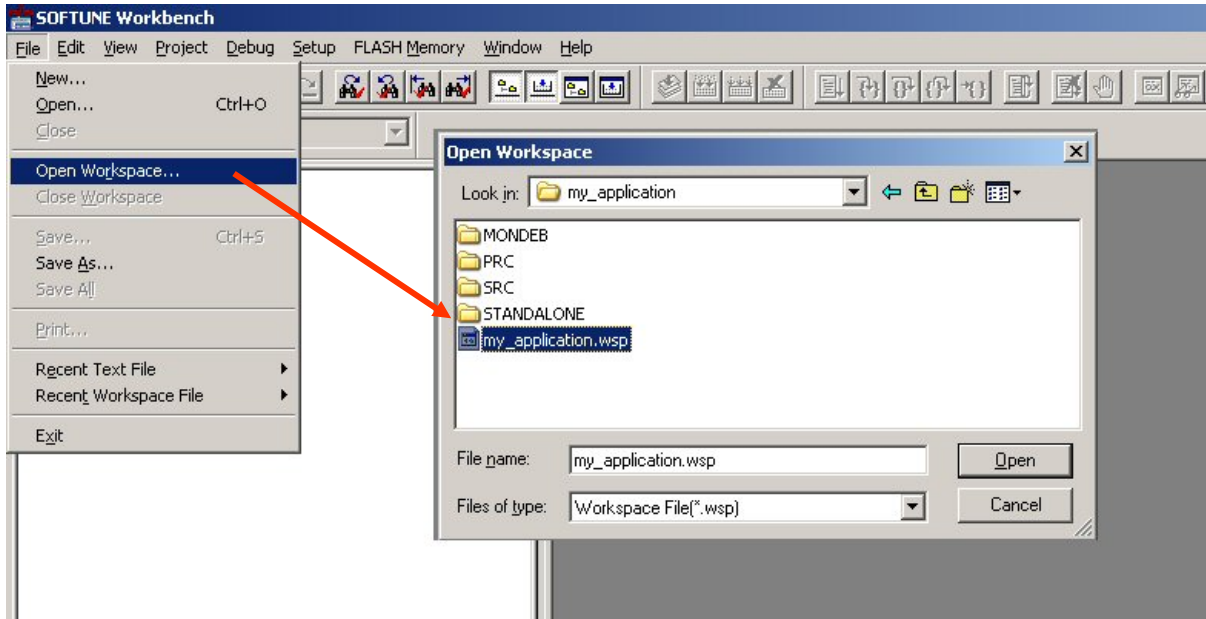 SOFTUNE Workbench
File Edit View Project Debug Setup FLASH Memory Window Help
New...
Open... Ctrl+O
Close
Open Workspace...
Close Workspace
Save... Ctrl+S
Save As...
Save All
Print...
Recent Text File
Recent Workspace File
Exit
Open Workspace
Look in: my_application
MONDEB
PRC
SRC
STANDALONE
my_application.wsp
File name: my_application.wsp Open
Files of type: Workspace File(*.wsp) Cancel